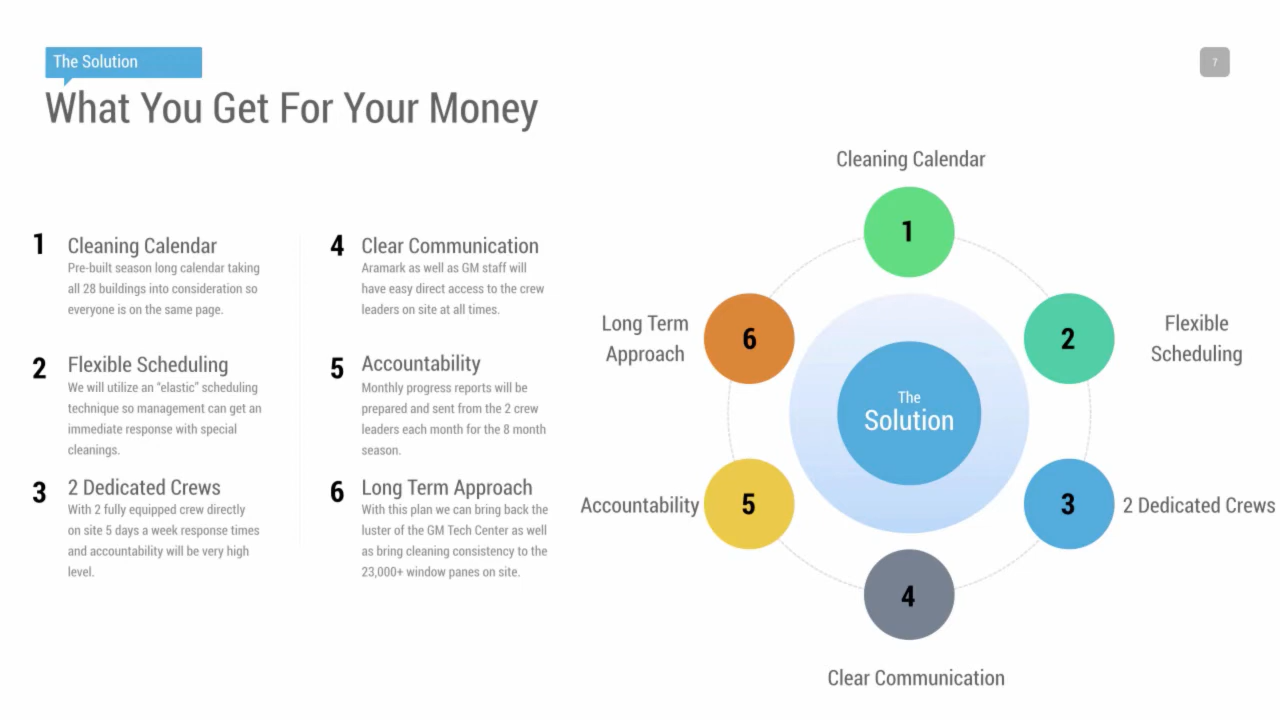 The Solution
7
What You Get For Your Money
1
Cleaning Calendar
Pre-built season long calendar taking
all 28 buildings into consideration so
everyone is on the same page.
2
Flexible Scheduling
We will utilize an “elastic” scheduling
technique so management can get an
immediate response with special
cleanings.
3
2 Dedicated Crews
With 2 fully equipped crew directly
on site 5 days a week response times
and accountability will be very high
level.
4
Clear Communication
Aramark as well as GM staff will
have easy direct access to the crew
leaders on site at all times.
5
Accountability
Monthly progress reports will be
prepared and sent from the 2 crew
leaders each month for the 8 month
season.
6
Long Term Approach
With this plan we can bring back the
luster of the GM Tech Center as well
as bring cleaning consistency to the
23,000+ window panes on site.
Cleaning Calendar
1
Flexible
Scheduling
2
2 Dedicated Crews
3
Clear Communication
4
Accountability
5
Long Term
Approach
6
The
Solution